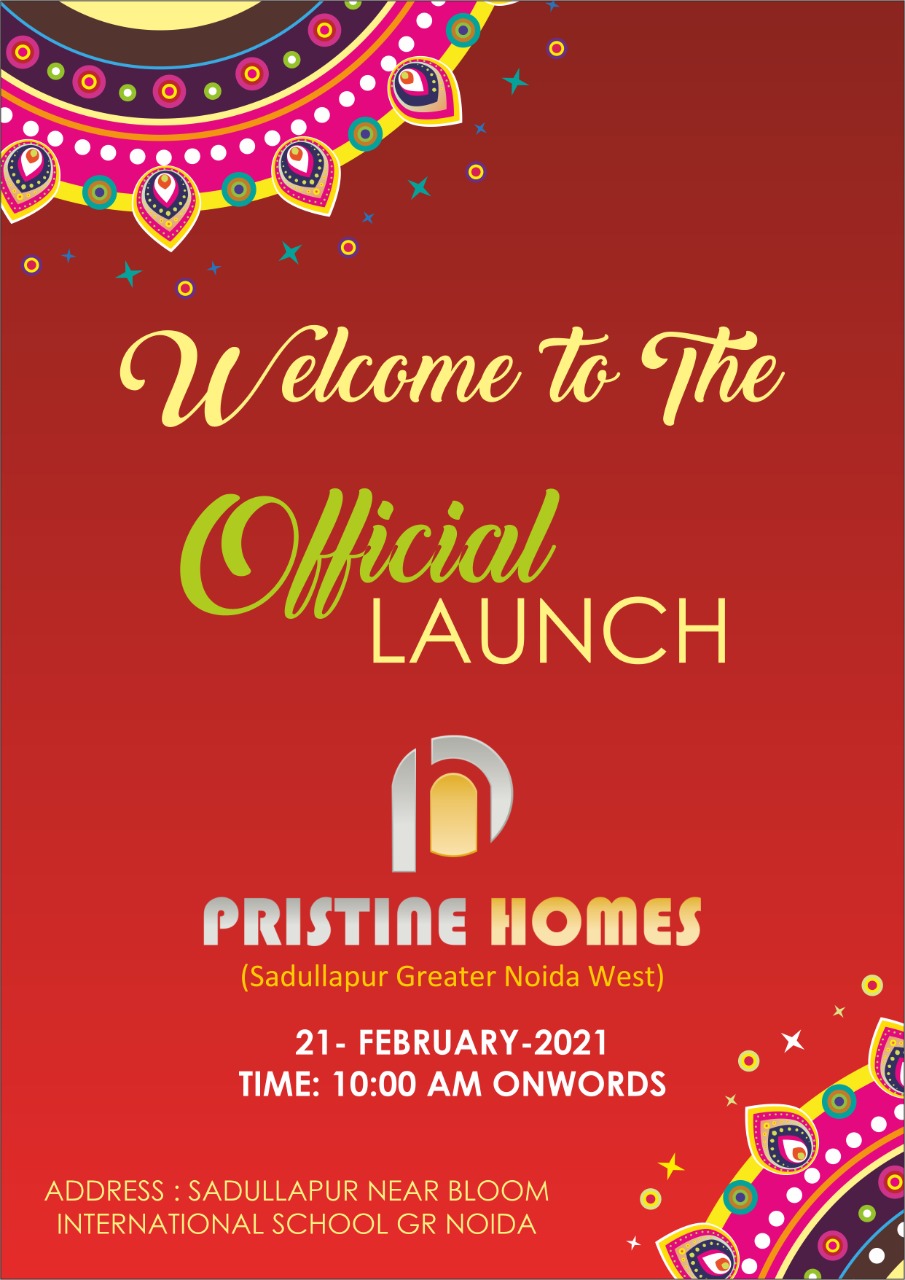 Welcome to The
Official
LAUNCH
PRISTINE HOMES
(Sadullapur Greater Noida West)
21- FEBRUARY-2021
TIME: 10:00 AM ONWORDS
ADDRESS : SADULLAPUR NEAR BLOOM
INTERNATIONAL SCHOOL GR NOIDA